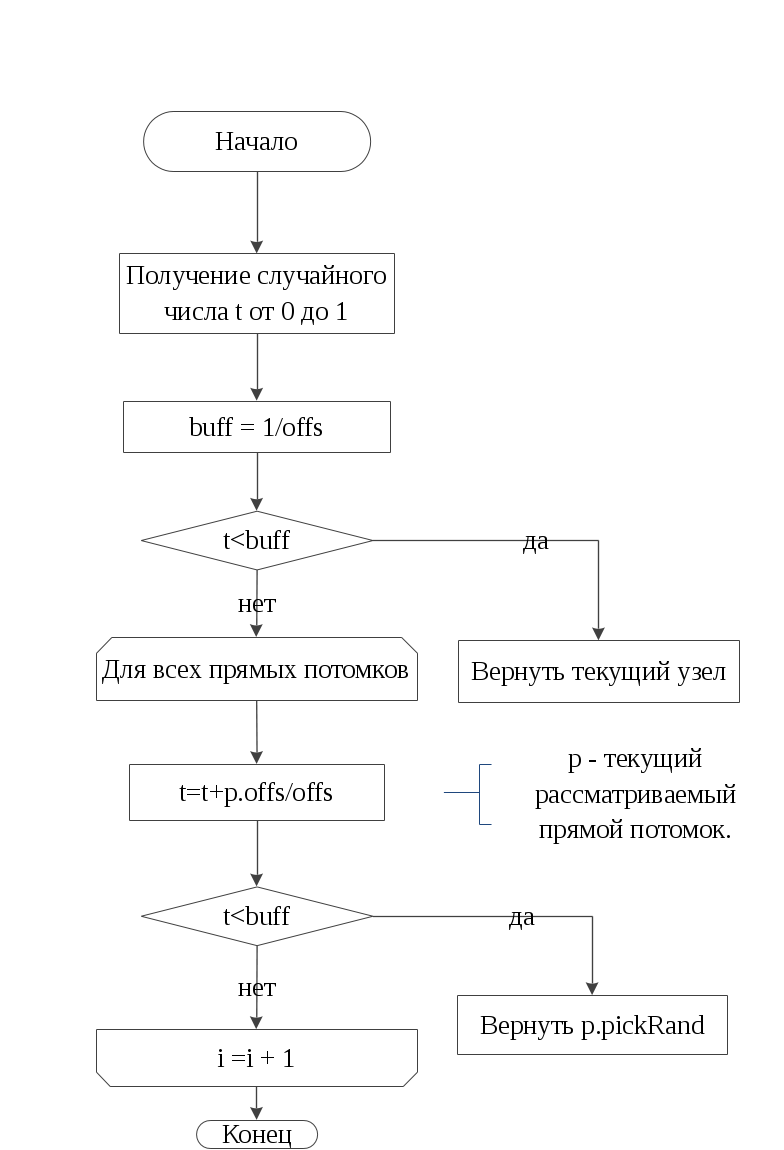 Начало
Получение случайного
числа t от 0 до 1
buff = 1/offs
t<buff
да
нет
Для всех прямых потомков
Вернуть текущий узел
p - текущий
рассматриваемый
прямой потомок.
t=t+p.offs/offs
t<buff
да
нет
Вернуть p.pickRand
i =i + 1
Конец